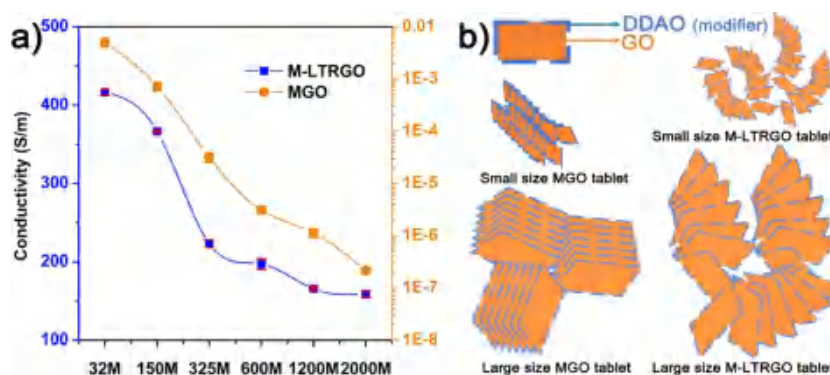 a)
500
400
300
200
100
Conductivity (S/m)
M-LTRGO
MGO
0.01
1E-3
1E-4
1E-5
1E-6
1E-7
1E-8
32M 150M 325M 600M 1200M 2000M
b)
DDAO (modifier)
GO
Small size MGO tablet
Small size M-LTRGO tablet
Large size MGO tablet
Large size M-LTRGO tablet